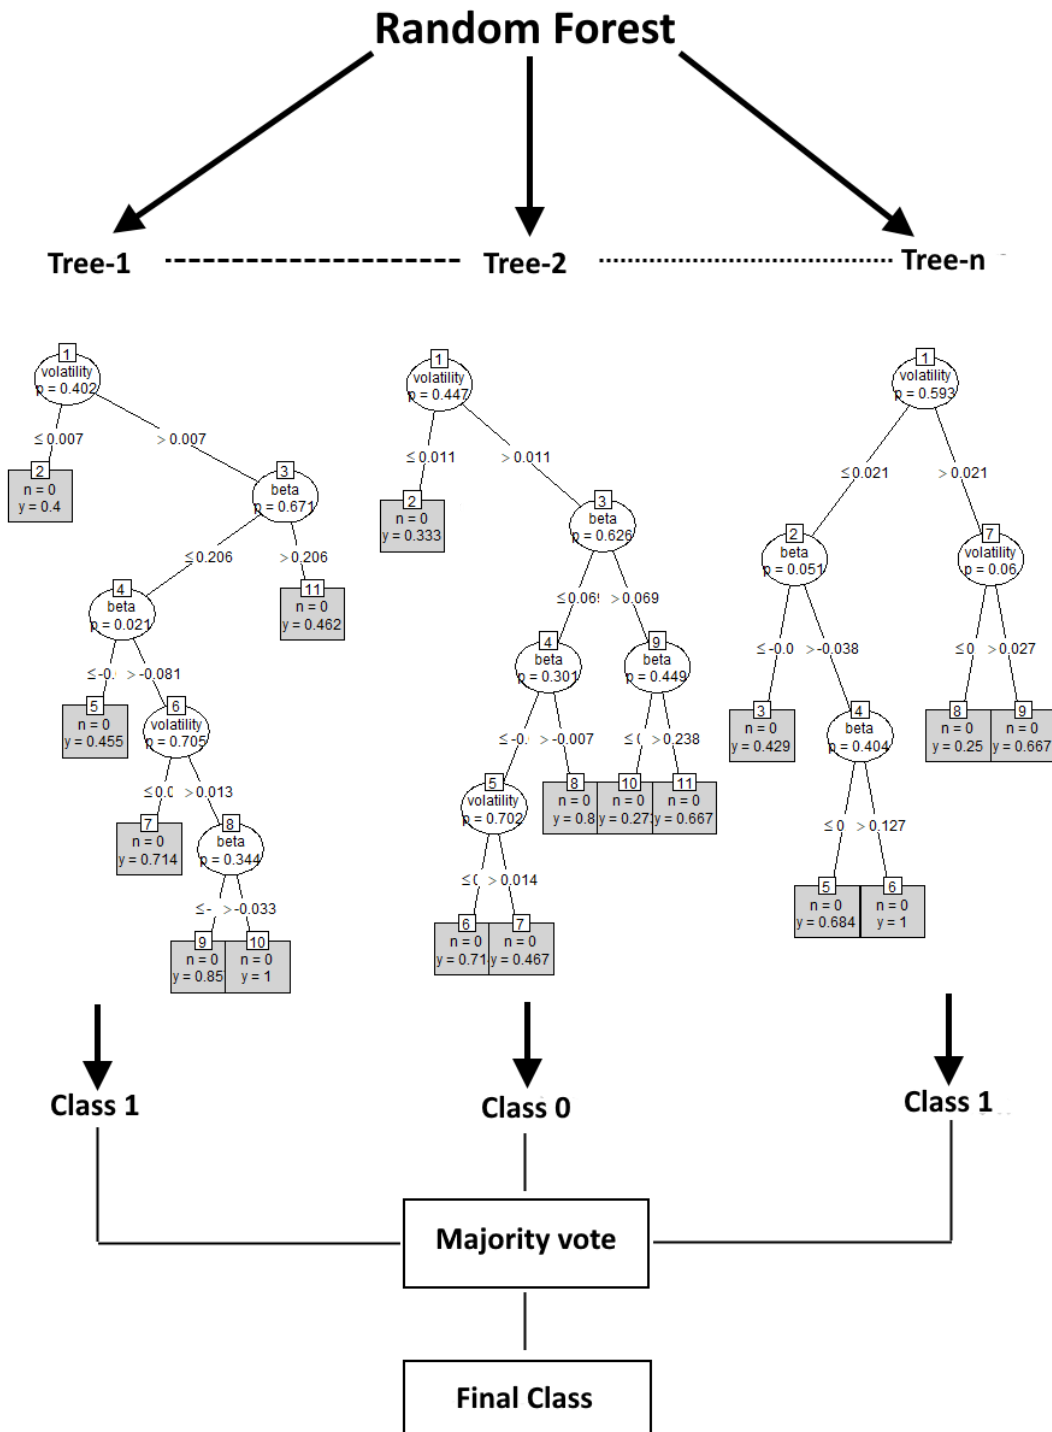 Random Forest
Tree-1
Tree-2
Tree-n
1
volatility
p = 0.402
≤ 0.007
> 0.007
2
n = 0
y = 0.4
3
beta
p = 0.671
≤ 0.206
> 0.206
4
beta
p = 0.021
11
n = 0
y = 0.462
> -0.081
5
n = 0
y = 0.455
6
volatility
p = 0.705
> 0.013
7
n = 0
y = 0.714
8
beta
p = 0.344
> -0.033
9
n = 0
y = 0.85
10
n = 0
y = 1
1
volatility
p = 0.447
≤ 0.011
> 0.011
2
n = 0
y = 0.333
3
beta
p = 0.626
> 0.069
4
beta
p = 0.301
9
beta
p = 0.449
> -0.007
> 0.238
5
volatility
p = 0.702
8
n = 0
y = 0.8
10
n = 0
y = 0.27
11
n = 0
y = 0.667
> 0.014
6
n = 0
y = 0.71
7
n = 0
y = 0.467
1
volatility
p = 0.593
≤ 0.021
> 0.021
2
beta
p = 0.051
7
volatility
p = 0.06
≤ -0.0
> -0.038
≤ 0
> 0.027
3
n = 0
y = 0.429
4
beta
p = 0.404
8
n = 0
y = 0.25
9
n = 0
y = 0.667
≤ 0
> 0.127
5
n = 0
y = 0.684
6
n = 0
y = 1
Class 1
Class 0
Class 1
Majority vote
Final Class